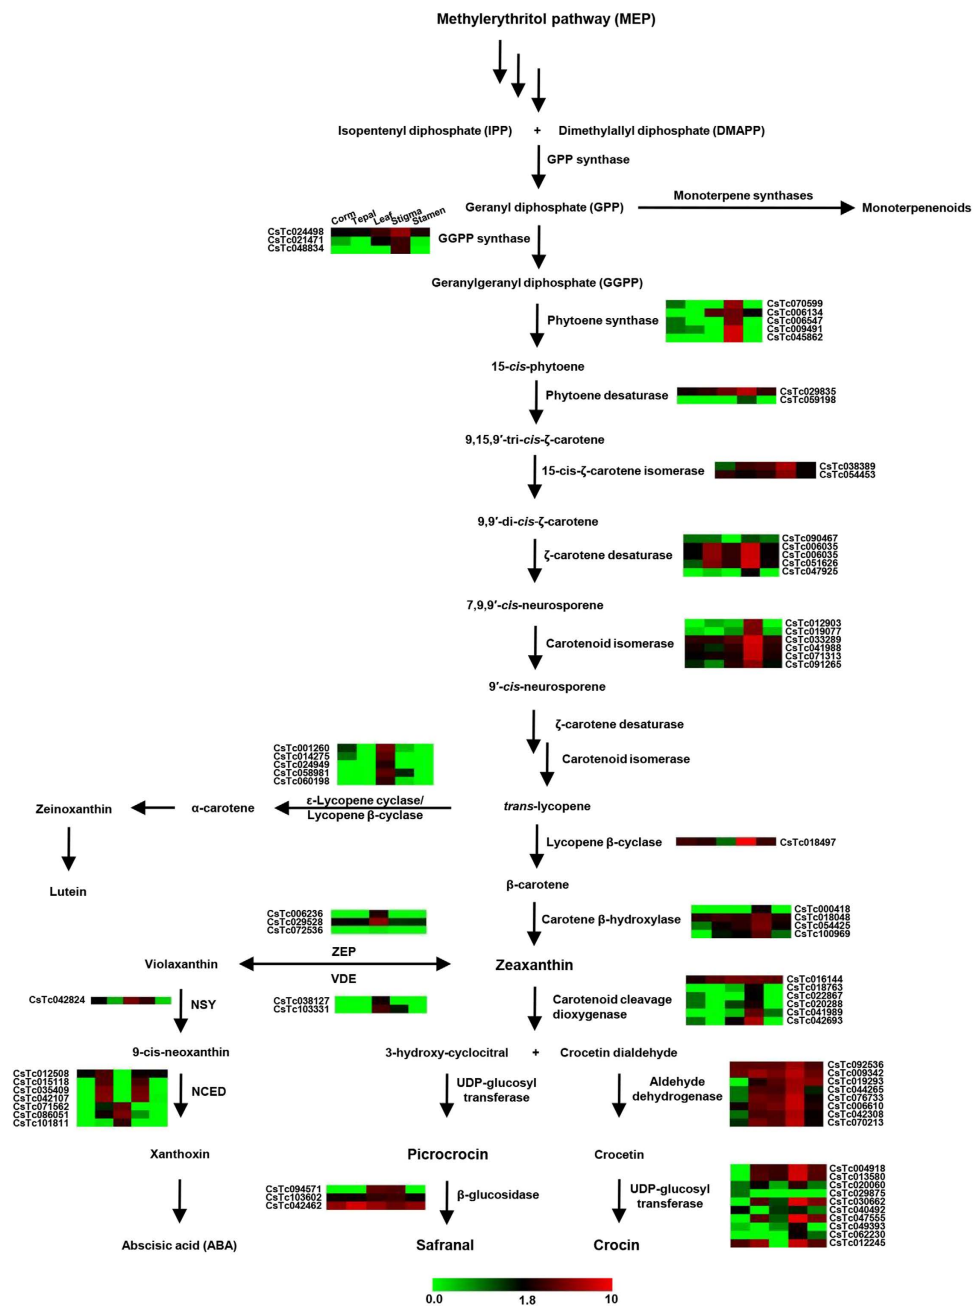 Methylerythritol pathway (MEP)
Isopentenyl diphosphate (IPP) + Dimethylallyl diphosphate (DMAPP)
GPP synthase
Geranyl diphosphate (GPP)
Monoterpene synthases
Monoterpenenoids
Corm Tepal Leaf Stigma Stamen
CsTc024498
CsTc021471
CsTc048834
GGPP synthase
Geranylgeranyl diphosphate (GGPP)
Phytoene synthase
CsTc070599
CsTc006134
CsTc006547
CsTc009491
CsTc045862
15-cis-phytoene
Phytoene desaturase
CsTc029835
CsTc059198
9,15,9′-tri-cis-ζ-carotene
15-cis-ζ-carotene isomerase
CsTc038389
CsTc054453
9,9′-di-cis-ζ-carotene
ζ-carotene desaturase
CsTc090467
CsTc006035
CsTc006035
CsTc051626
CsTc047925
7,9,9′-cis-neurosporene
Carotenoid isomerase
CsTc012903
CsTc019077
CsTc033289
CsTc041988
CsTc071313
CsTc091265
9′-cis-neurosporene
ζ-carotene desaturase
Carotenoid isomerase
CsTc001260
CsTc014275
CsTc024949
CsTc058981
CsTc060198
Zeinoxanthin
α-carotene
ε-Lycopene cyclase/
Lycopene β-cyclase
trans-lycopene
Lycopene β-cyclase
CsTc018497
Lutein
β-carotene
CsTc006236
CsTc029528
CsTc072536
Carotene β-hydroxylase
CsTc000418
CsTc018048
CsTc054425
CsTc100969
Violaxanthin
ZEP
VDE
Zeaxanthin
CsTc042824
NSY
CsTc038127
CsTc103331
Carotenoid cleavage
dioxygenase
CsTc016144
CsTc018763
CsTc022867
CsTc020288
CsTc041989
CsTc042693
9-cis-neoxanthin
3-hydroxy-cyclocitral + Crocetin dialdehyde
CsTc012508
CsTc015118
CsTc035409
CsTc042107
CsTc071562
CsTc086051
CsTc101811
NCED
UDP-glucosyl
transferase
Aldehyde
dehydrogenase
CsTc092536
CsTc009342
CsTc019293
CsTc044265
CsTc076733
CsTc006610
CsTc042308
CsTc070213
Xanthoxin
Picrocrocin
Crocetin
CsTc094571
CsTc103602
CsTc042462
β-glucosidase
UDP-glucosyl
transferase
CsTc004918
CsTc013580
CsTc020060
CsTc029875
CsTc030662
CsTc040492
CsTc047555
CsTc049393
CsTc062230
CsTc012245
Abscisic acid (ABA)
Safranal
Crocin
0.0 1.8 10